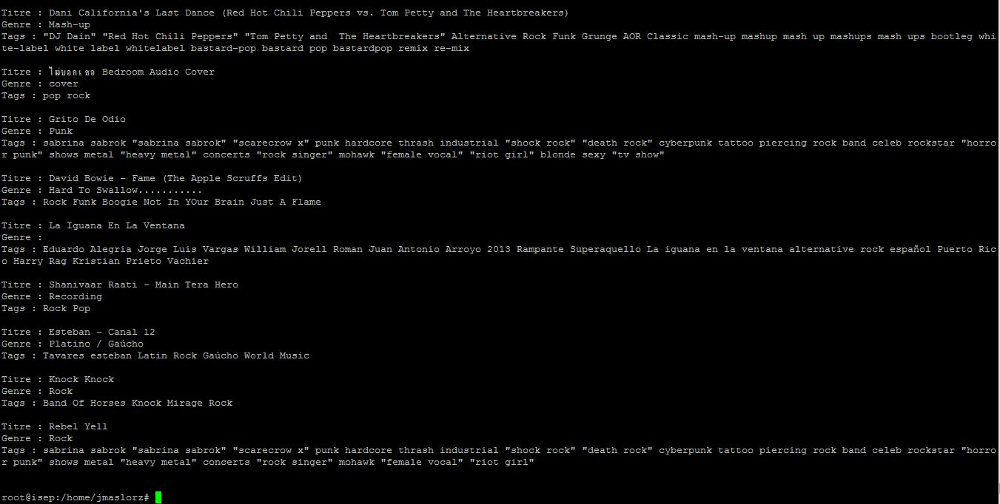 Titre : Dani California's Last Dance (Red Hot Chili Peppers vs. Tom Petty and The Heartbreakers)
Genre : Mash-up
Tags : "DJ Dain" "Red Hot Chili Peppers" "Tom Petty and  The Heartbreakers" Alternative Rock Funk Grunge AOR Classic mash-up mashup mash up mashups mash ups bootleg whi
te-label white label whitelabel bastard-pop bastard pop bastardpop remix re-mix
Titre : ไม่บอกเธอ Bedroom Audio Cover
Genre : cover
Tags : pop rock
Titre : Grito De Odio
Genre : Punk
Tags : sabrina sabrok "sabrina sabrok" "scarecrow x" punk hardcore thrash industrial "shock rock" "death rock" cyberpunk tattoo piercing rock band celeb rockstar "horro
r punk" shows metal "heavy metal" concerts "rock singer" mohawk "female vocal" "riot girl" blonde sexy "tv show"
Titre : David Bowie - Fame (The Apple Scruffs Edit)
Genre : Hard To Swallow...........
Tags : Rock Funk Boogie Not In YOur Brain Just A Flame
Titre : La Iguana En La Ventana
Genre :
Tags : Eduardo Alegria Jorge Luis Vargas William Jorell Roman Juan Antonio Arroyo 2013 Rampante Superaquello La iguana en la ventana alternative rock español Puerto Ric
o Harry Rag Kristian Prieto Vachier
Titre : Shanivaar Raati - Main Tera Hero
Genre : Recording
Tags : Rock Pop
Titre : Esteban - Canal 12
Genre : Platino / Gaúcho
Tags : Tavares esteban Latin Rock Gaúcho World Music
Titre : Knock Knock
Genre : Rock
Tags : Band Of Horses Knock Mirage Rock
Titre : Rebel Yell
Genre : Rock
Tags : sabrina sabrok "sabrina sabrok" "scarecrow x" punk hardcore thrash industrial "shock rock" "death rock" cyberpunk tattoo piercing rock band celeb rockstar "horro
r punk" shows metal "heavy metal" concerts "rock singer" mohawk "female vocal" "riot girl"
root@isep:/home/jmaslorz#